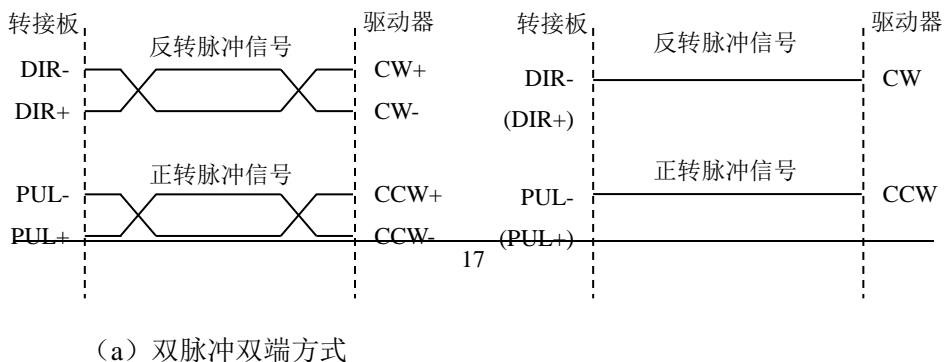 转接板 驱动器 转接板 驱动器
反转脉冲信号 反转脉冲信号
DIR- CW+ DIR- CW
DIR+ CW- (DIR+)
正转脉冲信号 正转脉冲信号
PUL- CCW+ PUL- CCW
PUL+ CCW- (PUL+)
17
（a）双脉冲双端方式